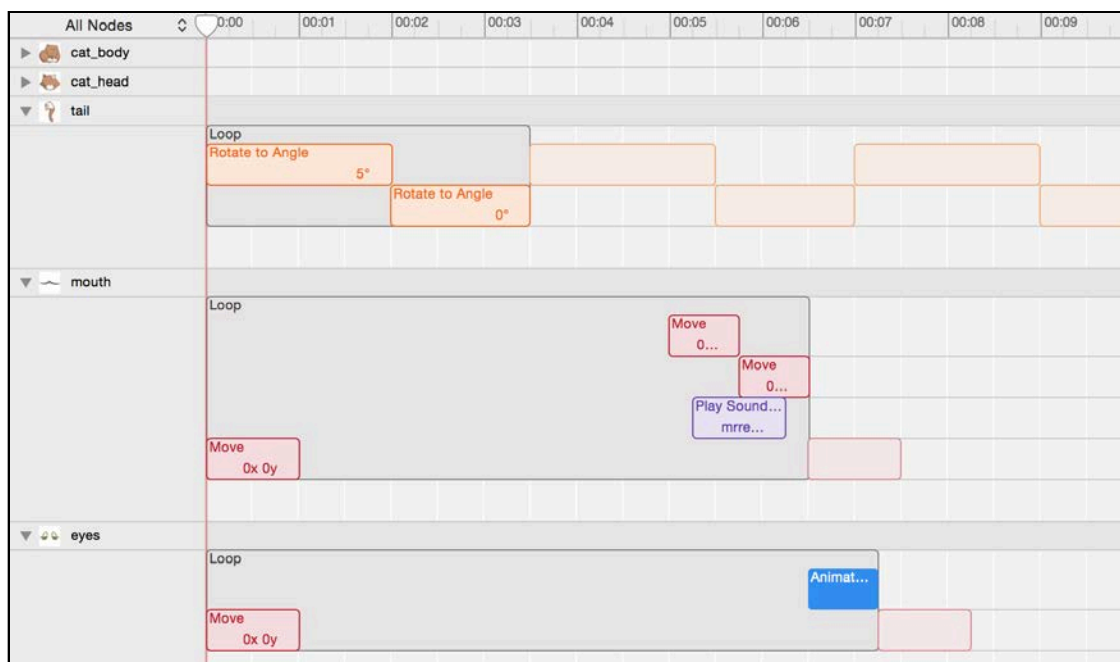 All Nodes 0:00 00:01 00:02 00:03 00:04 00:05 00:06 00:07 00:08 00:09
cat_body
cat_head
tail
Loop
Rotate to Angle
5°
Rotate to Angle
0°
mouth
Loop
Move
0...
Move
0...
Play Sound...
mrre...
Move
0x 0y
eyes
Loop
Animat...
Move
0x 0y